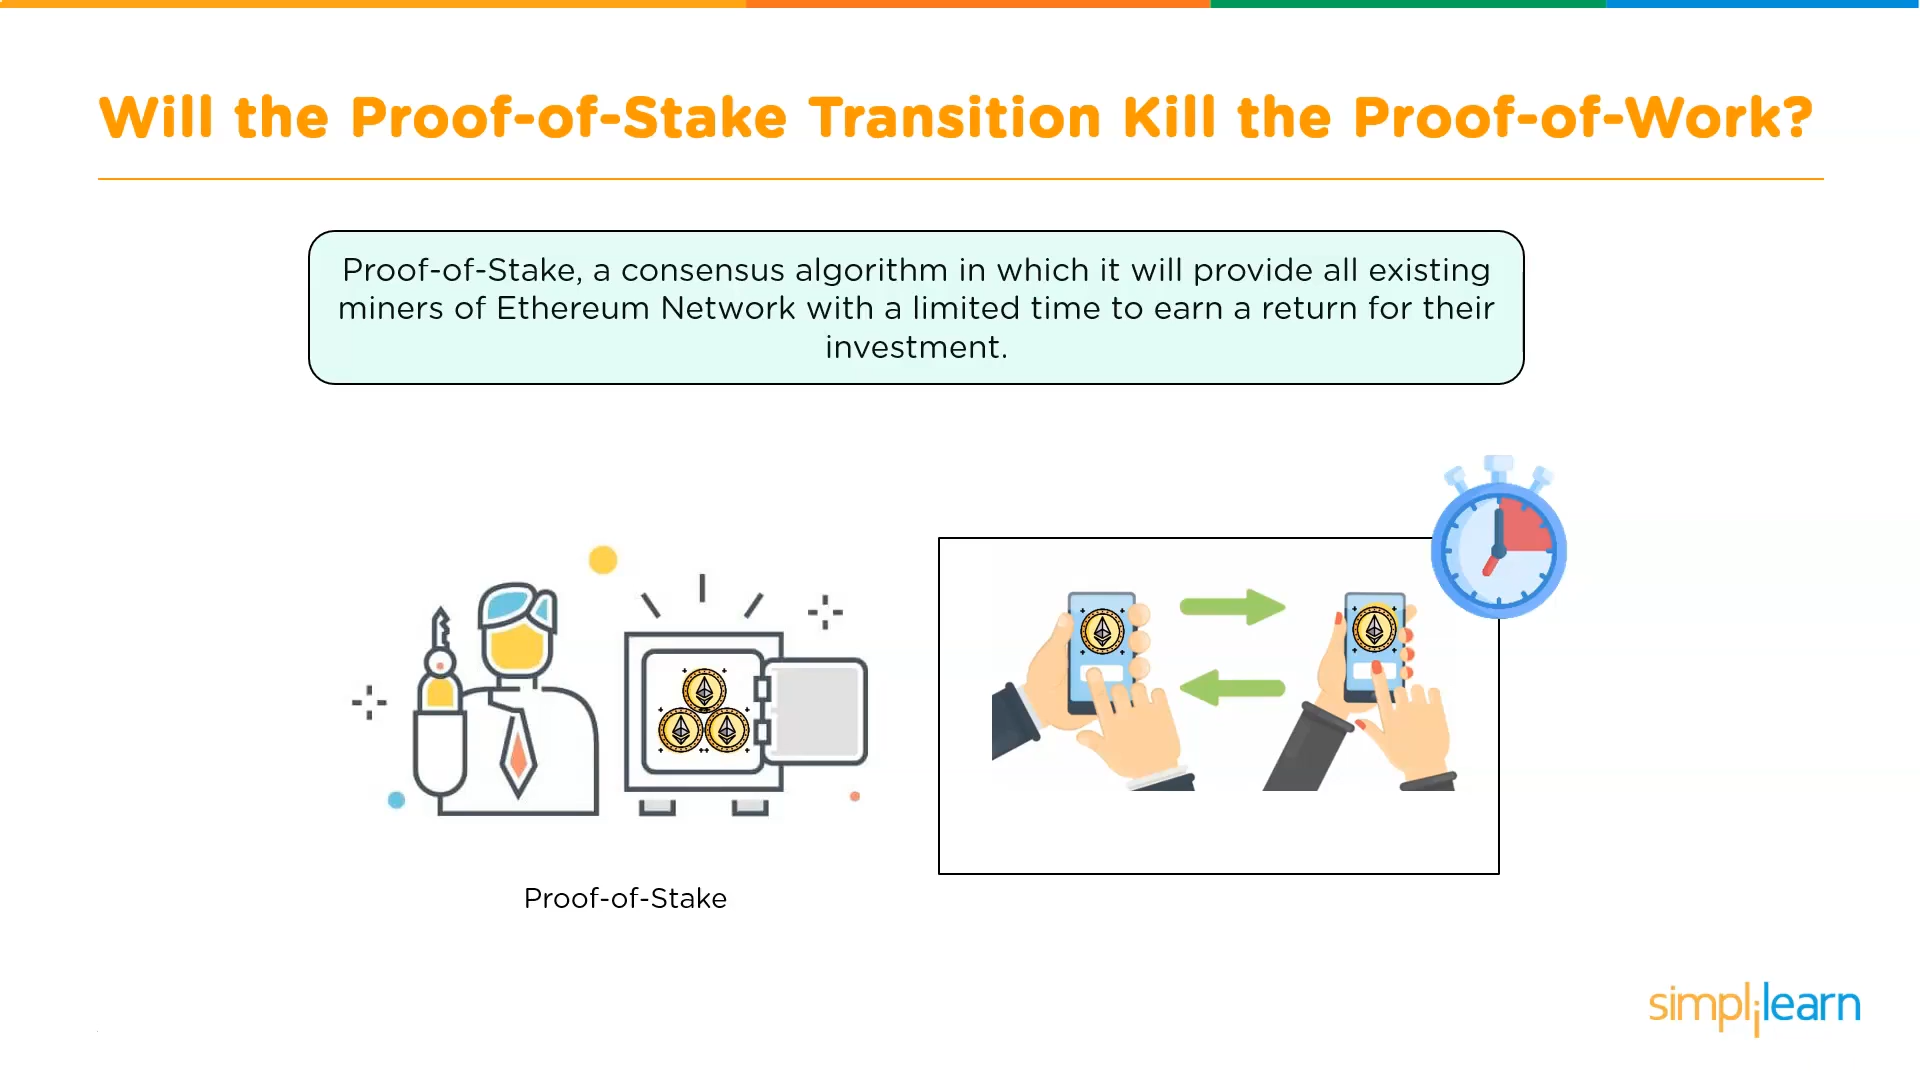 Will the Proof-of-Stake Transition Kill the Proof-of-Work?
Proof-of-Stake, a consensus algorithm in which it will provide all existing
miners of Ethereum Network with a limited time to earn a return for their
investment.
Proof-of-Stake
simplilearn